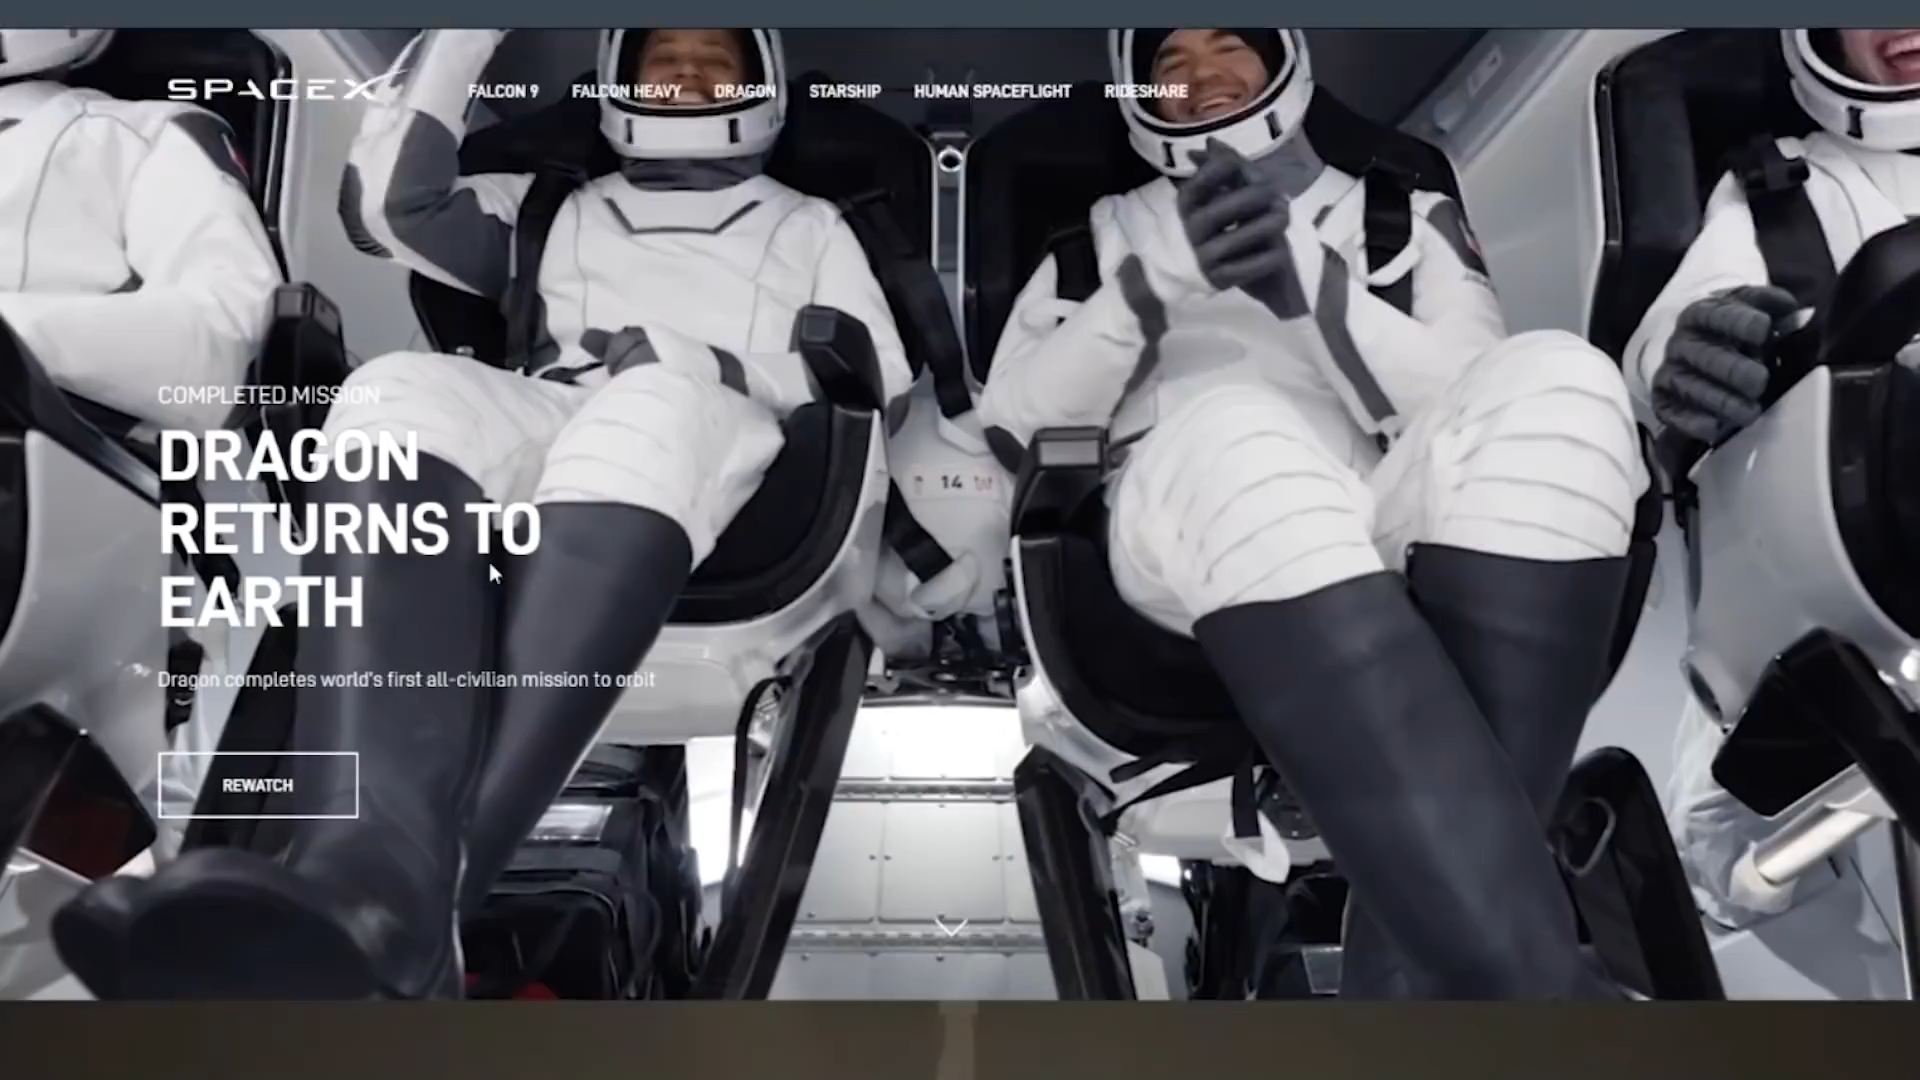 SPACEX
FALCON 9 FALCON HEAVY DRAGON STARSHIP HUMAN SPACEFLIGHT RIDESHARE
14
COMPLETED MISSION
DRAGON
RETURNS TO
EARTH
Dragon completes world's first all-civilian mission to orbit
REWATCH